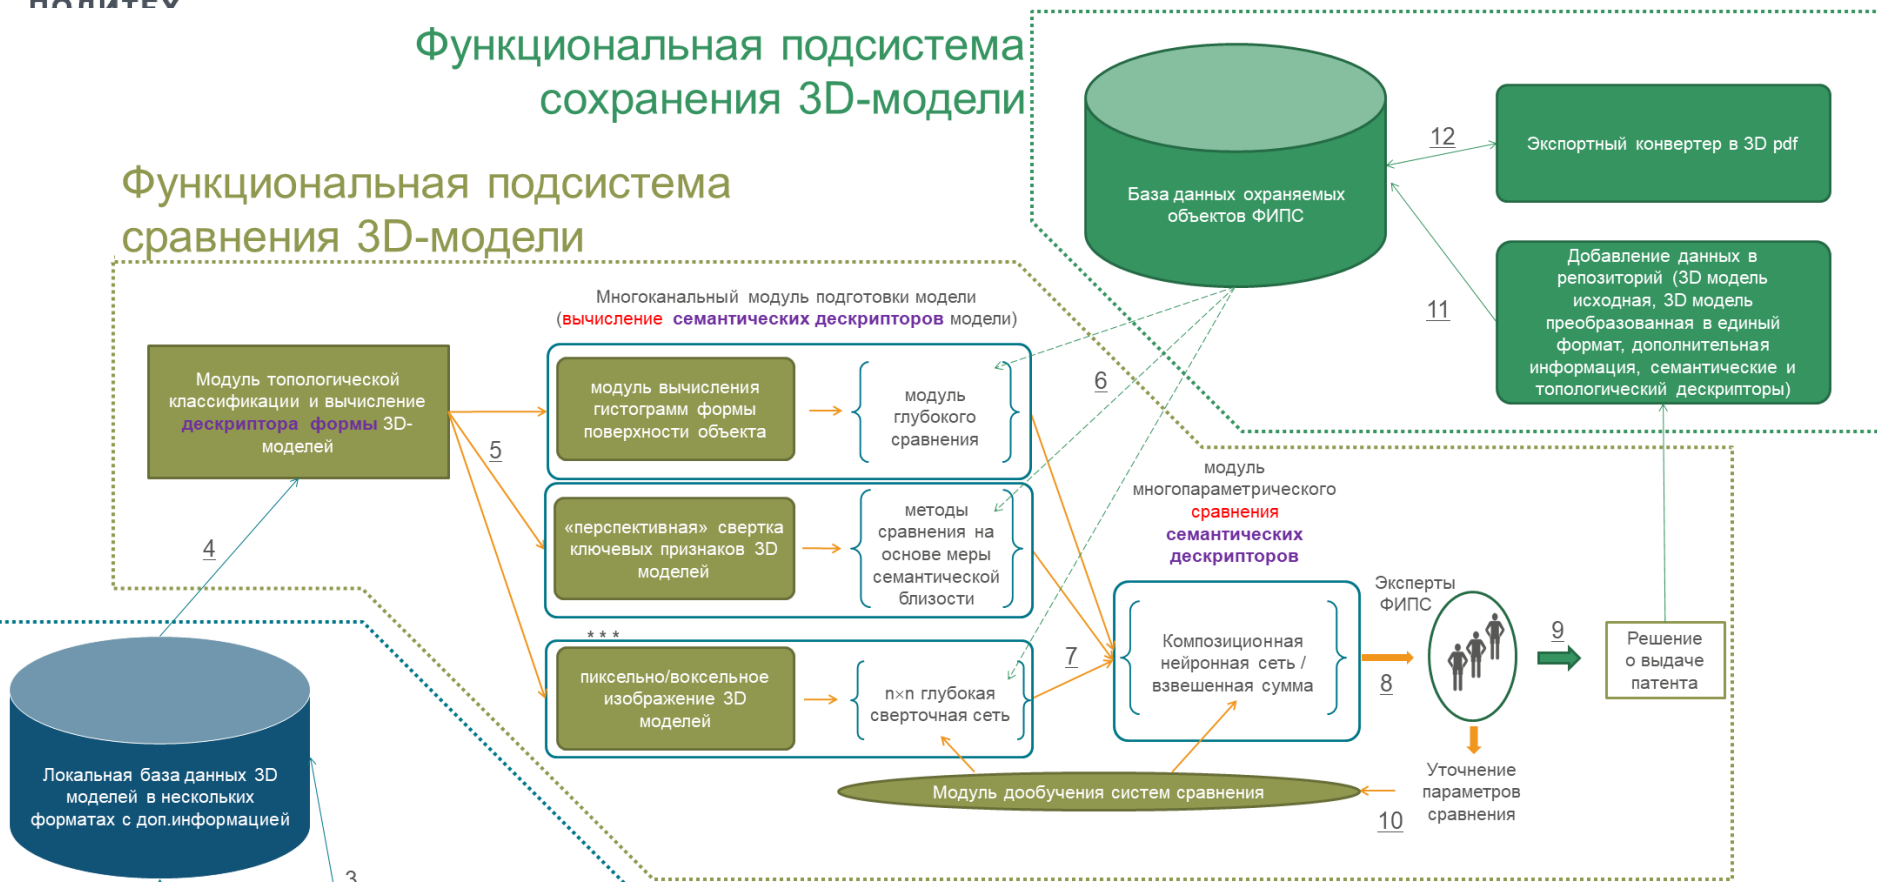 ПОЛИТЕХ
Функциональная подсистема
сохранения 3D-модели
Функциональная подсистема
сравнения 3D-модели
База данных охраняемых
объектов ФИПС
12
Экспортный конвертер в 3D pdf
11
Добавление данных в
репозиторий (3D модель
исходная, 3D модель
преобразованная в единый
формат, дополнительная
информация, семантические и
топологический дескрипторы)
Многоканальный модуль подготовки модели
(вычисление семантических дескрипторов модели)
Модуль топологической
классификации и вычисление
дескриптора формы 3D-
моделей
4
5
модуль вычисления
гистограмм формы
поверхности объекта
модуль
глубокого
сравнения
6
«перспективная» свертка
ключевых признаков 3D
моделей
методы
сравнения на
основе меры
семантической
близости
* * *
пиксельно/воксельное
изображение 3D
моделей
n×n глубокая
сверточная сеть
7
модуль
многопараметрического
сравнения
семантических
дескрипторов
Композиционная
нейронная сеть /
взвешенная сумма
8
Эксперты
ФИПС
9
Решение
о выдаче
патента
Уточнение
параметров
сравнения
10
Модуль дообучения систем сравнения
Локальная база данных 3D
моделей в нескольких
форматах с доп.информацией
3